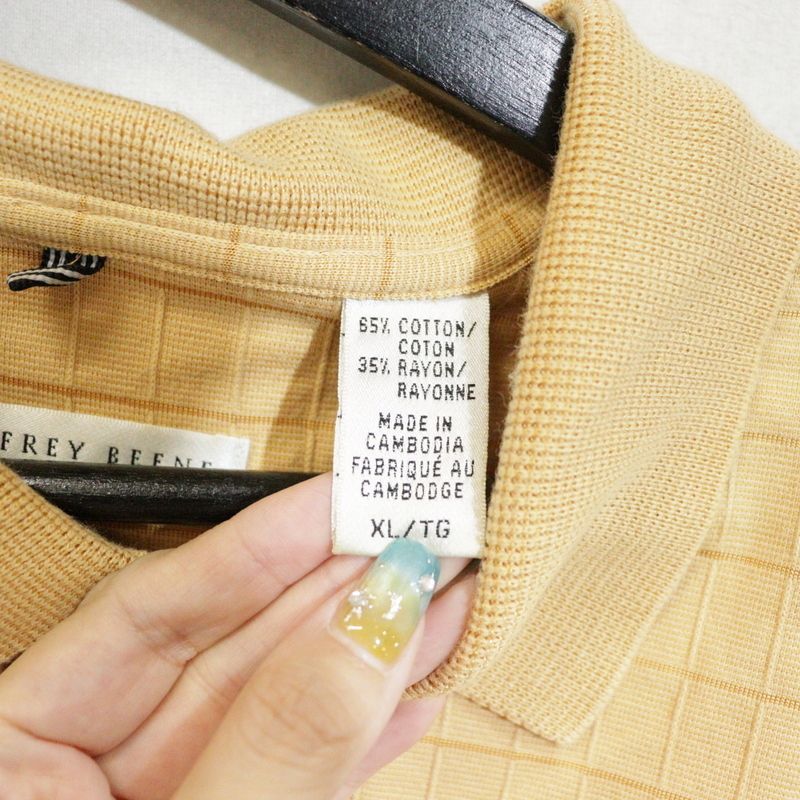 65% COTTON/
COTON
35% RAYON/
RAYONNE
MADE IN
CAMBODIA
FABRIQUÉ AU
CAMBODGE
XL/TG
FREY BEENE